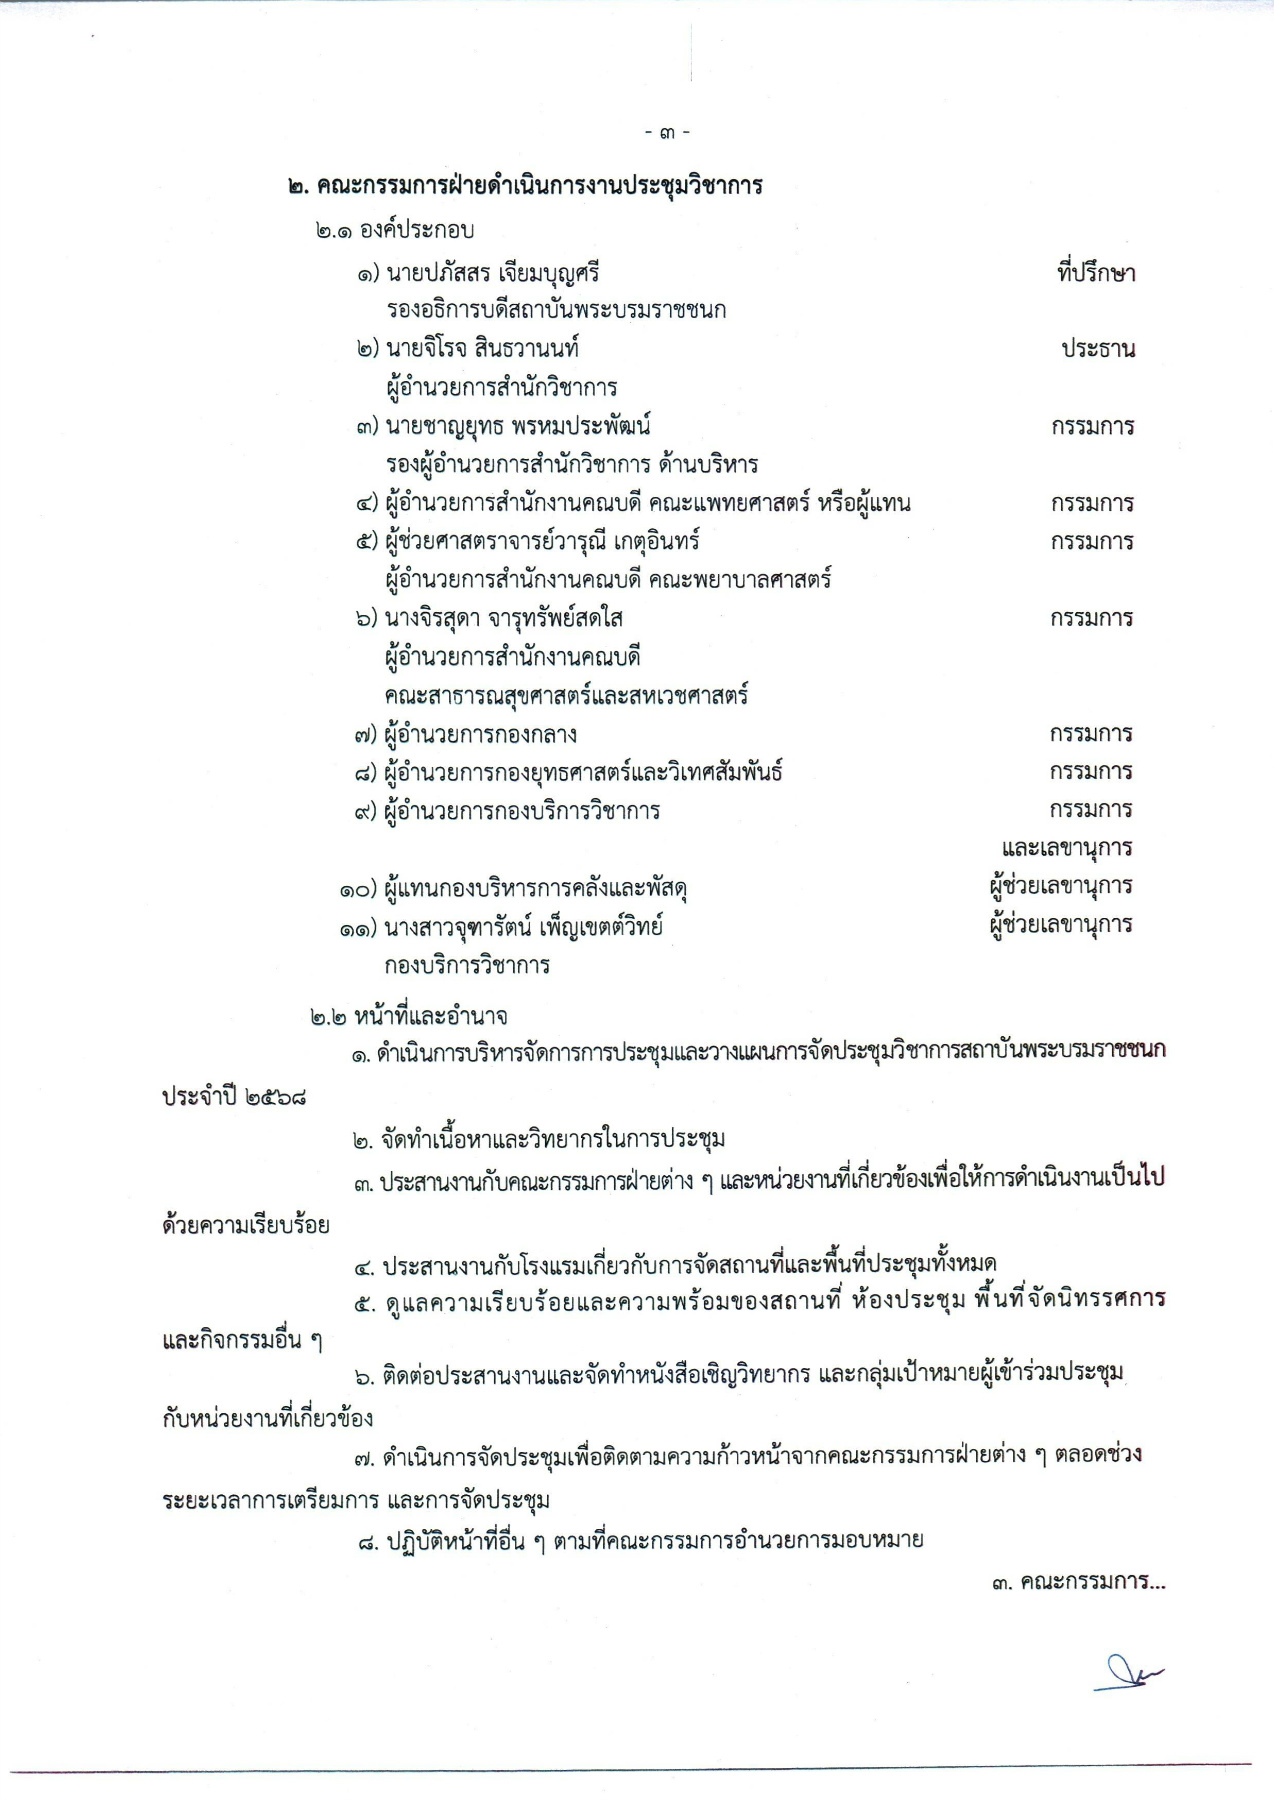 - ๓ -
๒. คณะกรรมการฝ่ายดำเนินการงานประชุมวิชาการ
๒.๑ องค์ประกอบ
๑) นายปภัสสร เจียมบุญศรี ที่ปรึกษา
รองอธิการบดีสถาบันพระบรมราชชนก
๒) นายจิโรจ สินธวานนท์ ประธาน
ผู้อำนวยการสำนักวิชาการ
๓) นายชาญยุทธ พรหมประพัฒน์ กรรมการ
รองผู้อำนวยการสำนักวิชาการ ด้านบริหาร
๔) ผู้อำนวยการสำนักงานคณบดี คณะแพทยศาสตร์ หรือผู้แทน กรรมการ
๕) ผู้ช่วยศาสตราจารย์วารุณี เกตุอินทร์ กรรมการ
ผู้อำนวยการสำนักงานคณบดี คณะพยาบาลศาสตร์
๖) นางจิรสุดา จารุทรัพย์สดใส กรรมการ
ผู้อำนวยการสำนักงานคณบดี
คณะสาธารณสุขศาสตร์และสหเวชศาสตร์
๗) ผู้อำนวยการกองกลาง กรรมการ
๘) ผู้อำนวยการกองยุทธศาสตร์และวิเทศสัมพันธ์ กรรมการ
๙) ผู้อำนวยการกองบริการวิชาการ กรรมการ
และเลขานุการ
๑๐) ผู้แทนกองบริหารการคลังและพัสดุ ผู้ช่วยเลขานุการ
๑๑) นางสาวจุฑารัตน์ เพ็ญเขตต์วิทย์ ผู้ช่วยเลขานุการ
กองบริการวิชาการ
๒.๒ หน้าที่และอำนาจ
๑. ดำเนินการบริหารจัดการการประชุมและวางแผนการจัดประชุมวิชาการสถาบันพระบรมราชชนก
ประจำปี ๒๕๖๘
๒. จัดทำเนื้อหาและวิทยากรในการประชุม
๓. ประสานงานกับคณะกรรมการฝ่ายต่าง ๆ และหน่วยงานที่เกี่ยวข้องเพื่อให้การดำเนินงานเป็นไป
ด้วยความเรียบร้อย
๔. ประสานงานกับโรงแรมเกี่ยวกับการจัดสถานที่และพื้นที่ประชุมทั้งหมด
๕. ดูแลความเรียบร้อยและความพร้อมของสถานที่ ห้องประชุม พื้นที่จัดนิทรรศการ
และกิจกรรมอื่น ๆ
๖. ติดต่อประสานงานและจัดทำหนังสือเชิญวิทยากร และกลุ่มเป้าหมายผู้เข้าร่วมประชุม
กับหน่วยงานที่เกี่ยวข้อง
๗. ดำเนินการจัดประชุมเพื่อติดตามความก้าวหน้าจากคณะกรรมการฝ่ายต่าง ๆ ตลอดช่วง
ระยะเวลาการเตรียมการ และการจัดประชุม
๘. ปฏิบัติหน้าที่อื่น ๆ ตามที่คณะกรรมการอำนวยการมอบหมาย
๓. คณะกรรมการ...